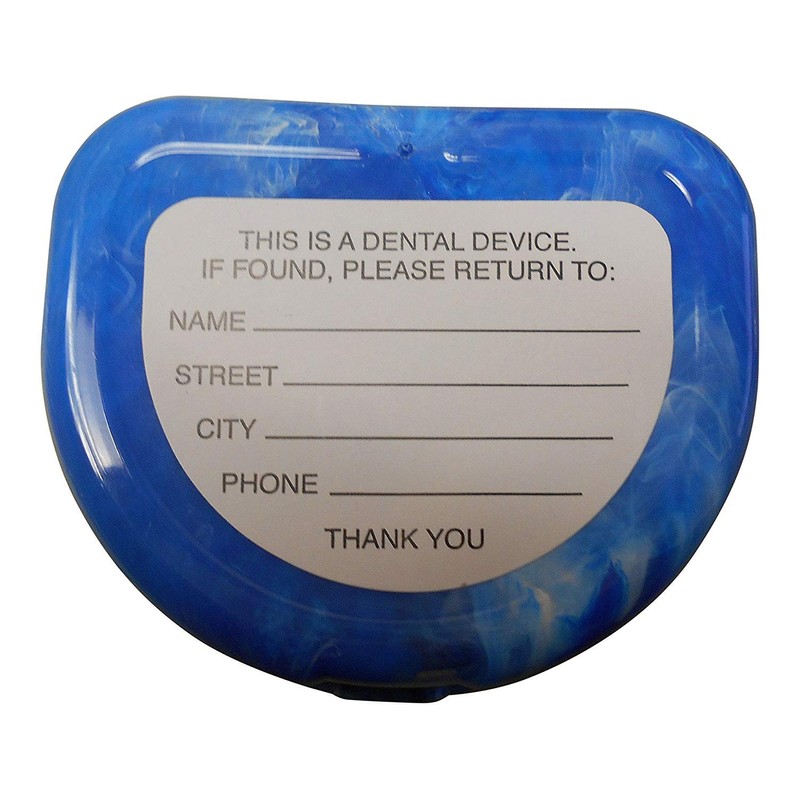 THIS IS A DENTAL DEVICE.
IF FOUND, PLEASE RETURN TO:
NAME
STREET
CITY
PHONE
THANK YOU